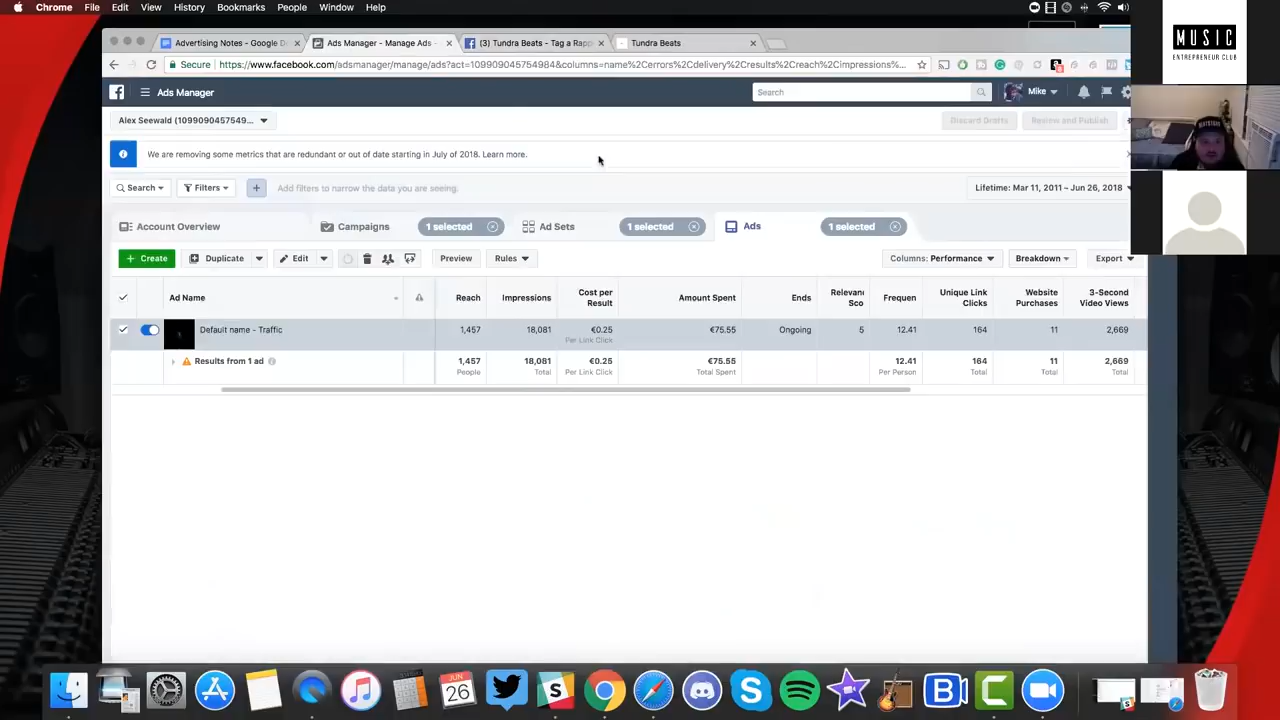 Chrome File Edit View History Bookmarks People Window Help
Advertising Notes - Google D
Ads Manager - Manage Ads -
(3) Tundra Beats - Tag a Rapp
Tundra Beats
Secure https://www.facebook.com/adsmanager/manage/ads?act=109909045754984&columns=name%2Cerrors%2Cdelivery%2Cresults%2Creach%2Cimpressions%...
Ads Manager
Search
Mike
Alex Seewald (1099090457549...
Discard Drafts
Review and Publish
We are removing some metrics that are redundant or out of date starting in July of 2018. Learn more.
Search
Filters
Add filters to narrow the data you are seeing.
Lifetime: Mar 11, 2011 – Jun 26, 2018
Account Overview
Campaigns
1 selected
Ad Sets
1 selected
Ads
1 selected
+ Create
Duplicate
Edit
Preview
Rules
Columns: Performance
Breakdown
Export
Ad Name
Reach
Impressions
Cost per Result
Amount Spent
Ends
Relevanc Sco
Frequen
Unique Link Clicks
Website Purchases
3-Second Video Views
Default name - Traffic
1,457
18,081
€0.25
Per Link Click
€75.55
Ongoing
5
12.41
164
11
2,669
Results from 1 ad
1,457
People
18,081
Total
€0.25
Per Link Click
€75.55
Total Spent
12.41
Per Person
164
Total
11
Total
2,669
Total
MUSIC
ENTREPRENEUR CLUB
JUN
26